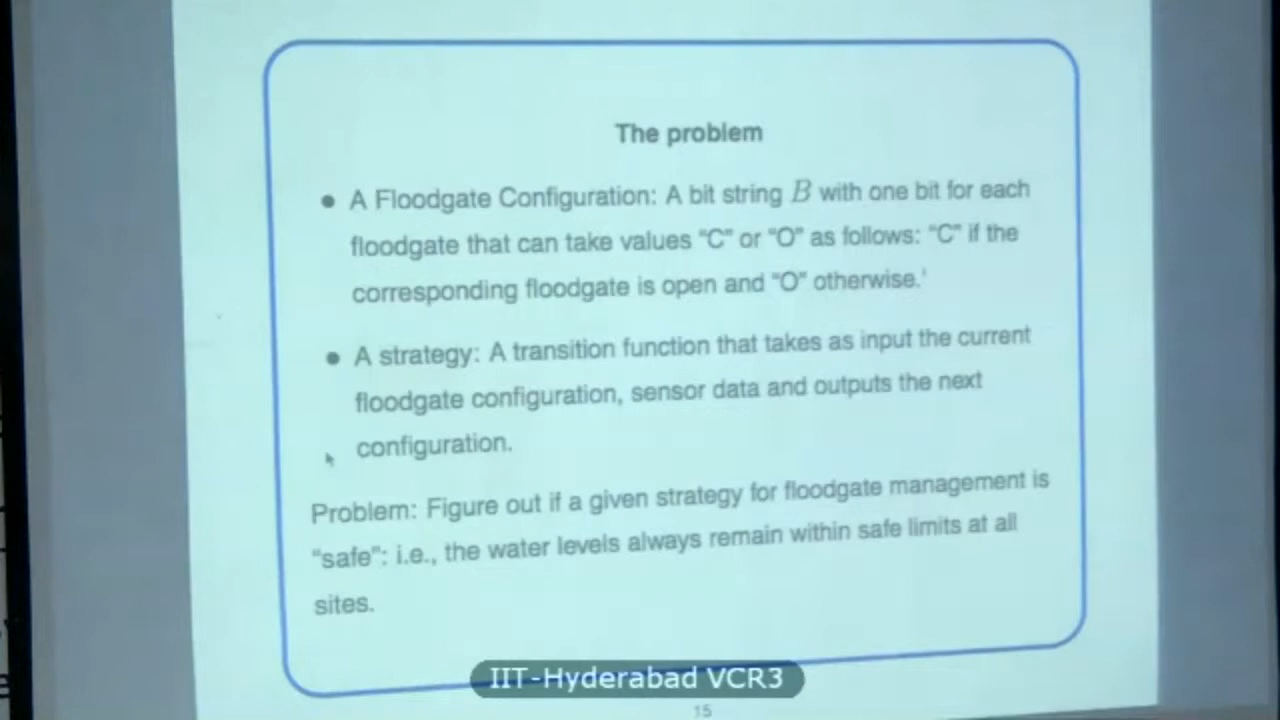 The problem
• A Floodgate Configuration: A bit string B with one bit for each
floodgate that can take values “C” or “O” as follows: “C” if the
corresponding floodgate is open and “O” otherwise.'
• A strategy: A transition function that takes as input the current
floodgate configuration, sensor data and outputs the next
configuration.
Problem: Figure out if a given strategy for floodgate management is
“safe”: i.e., the water levels always remain within safe limits at all
sites.
IIT-Hyderabad VCR3
15